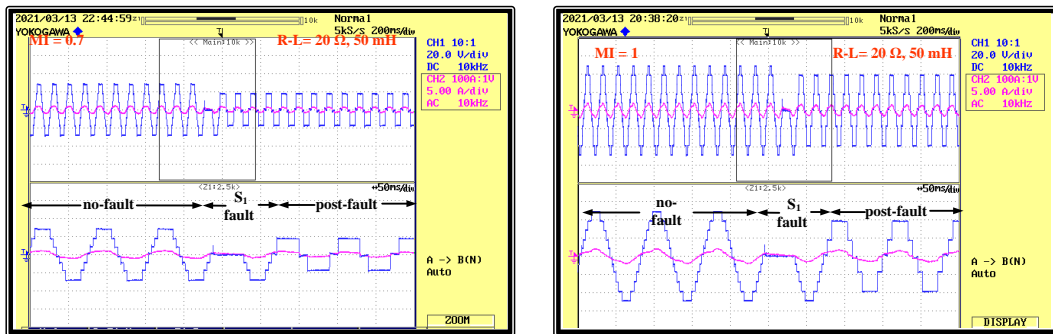 2021/03/13 22:44:59
10k
Normal
YOKOGAWA
5kS/s 200ms/div
MI = 0.7
<< Main:10k >>
R-L= 20 Ω, 50 mH
CH1 10:1
20.0 V/div
DC 10kHz
CH2 100A:1V
5.00 A/div
AC 10kHz
<Z1:2.5k>
50ms/div
no-fault
S1
fault
post-fault
A -> B(N)
Auto
ZOOM
2021/03/13 20:38:20
10k
Normal
YOKOGAWA
5kS/s 200ms/div
MI = 1
<< Main:10k >>
R-L= 20 Ω, 50 mH
CH1 10:1
20.0 V/div
DC 10kHz
CH2 100A:1V
5.00 A/div
AC 10kHz
<Z1:2.5k>
50ms/div
no-
fault
S1
fault
post-fault
A -> B(N)
Auto
DISPLAY